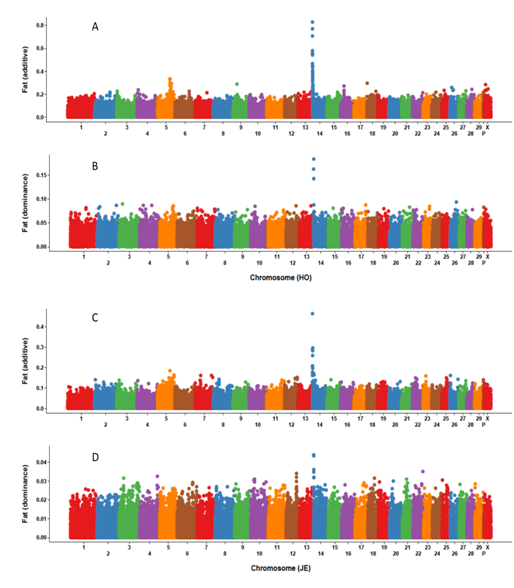 A
Fat (additive)
0.8
0.6
0.4
0.2
0.0
1 2 3 4 5 6 7 8 9 10 11 12 13 14 15 16 17 18 19 20 21 22 23 24 25 26 27 28 29 X
P
B
Fat (dominance)
0.15
0.10
0.05
0.00
1 2 3 4 5 6 7 8 9 10 11 12 13 14 15 16 17 18 19 20 21 22 23 24 25 26 27 28 29 X
P
Chromosome (HO)
C
Fat (additive)
0.4
0.3
0.2
0.1
0.0
1 2 3 4 5 6 7 8 9 10 11 12 13 14 15 16 17 18 19 20 21 22 23 24 25 26 27 28 29 X
P
D
Fat (dominance)
0.04
0.03
0.02
0.01
0.00
1 2 3 4 5 6 7 8 9 10 11 12 13 14 15 16 17 18 19 20 21 22 23 24 25 26 27 28 29 X
P
Chromosome (JE)